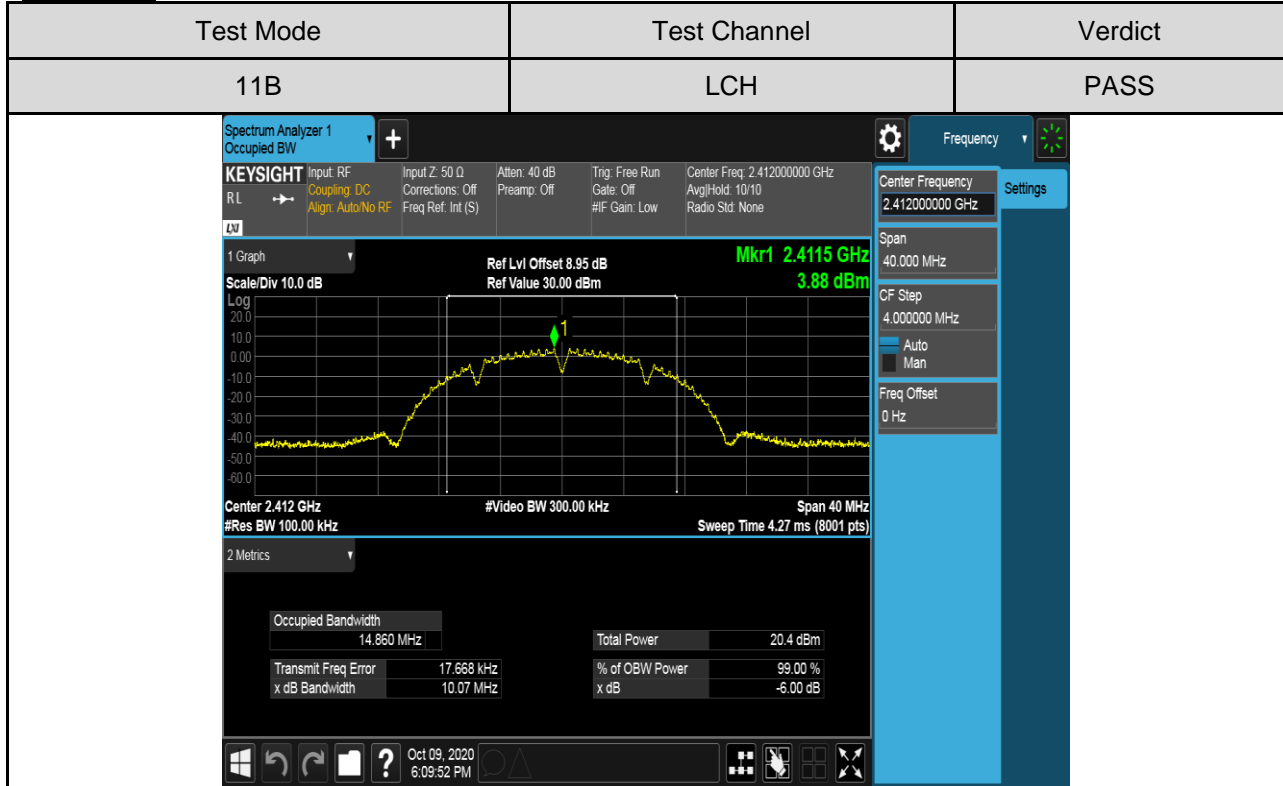 Test Mode Test Channel Verdict
11B LCH PASS
Spectrum Analyzer 1
Occupied BW
+
Frequency
KEYSIGHT Input: RF Input Z: 50 Ω Atten: 40 dB Trig: Free Run Center Freq: 2.412000000 GHz
RL Coupling: DC Corrections: Off Preamp: Off Gate: Off Avg|Hold: 10/10
Align: Auto/No RF Freq Ref: Int (S) #IF Gain: Low Radio Std: None
LXI
Center Frequency
2.412000000 GHz
Settings
Span
40.000 MHz
CF Step
4.000000 MHz
Auto
Man
Freq Offset
0 Hz
1 Graph Ref Lvl Offset 8.95 dB Mkr1 2.4115 GHz
Scale/Div 10.0 dB Ref Value 30.00 dBm 3.88 dBm
Log
20.0
1
10.0
0.00
-10.0
-20.0
-30.0
-40.0
-50.0
-60.0
Center 2.412 GHz #Video BW 300.00 kHz Span 40 MHz
#Res BW 100.00 kHz Sweep Time 4.27 ms (8001 pts)
2 Metrics
Occupied Bandwidth
14.860 MHz Total Power 20.4 dBm
Transmit Freq Error 17.668 kHz % of OBW Power 99.00 %
x dB Bandwidth 10.07 MHz x dB -6.00 dB
? Oct 09, 2020
6:09:52 PM